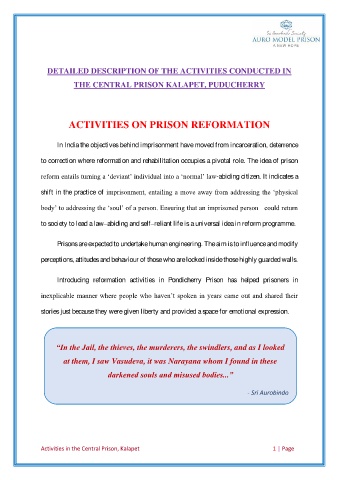 Sri Aurobindo Society
AURO MODEL PRISON
A NEW HOPE
DETAILED DESCRIPTION OF THE ACTIVITIES CONDUCTED IN
THE CENTRAL PRISON KALAPET, PUDUCHERRY
ACTIVITIES ON PRISON REFORMATION
In India the objectives behind imprisonment have moved from incarceration, deterrence
to correction where reformation and rehabilitation occupies a pivotal role. The idea of prison
reform entails turning a ‘deviant’ individual into a ‘normal’ law-abiding citizen. It indicates a
shift in the practice of imprisonment, entailing a move away from addressing the ‘physical
body’ to addressing the ‘soul’ of a person. Ensuring that an imprisoned person could return
to society to lead a law-abiding and self-reliant life is a universal idea in reform programme.
Prisons are expected to undertake human engineering. The aim is to influence and modify
perceptions, attitudes and behaviour of those who are locked inside those highly guarded walls.
Introducing reformation activities in Pondicherry Prison has helped prisoners in
inexplicable manner where people who haven’t spoken in years came out and shared their
stories just because they were given liberty and provided a space for emotional expression.
“In the Jail, the thieves, the murderers, the swindlers, and as I looked
at them, I saw Vasudeva, it was Narayana whom I found in these
darkened souls and misused bodies...”
- Sri Aurobindo
Activities in the Central Prison, Kalapet 1 | Page